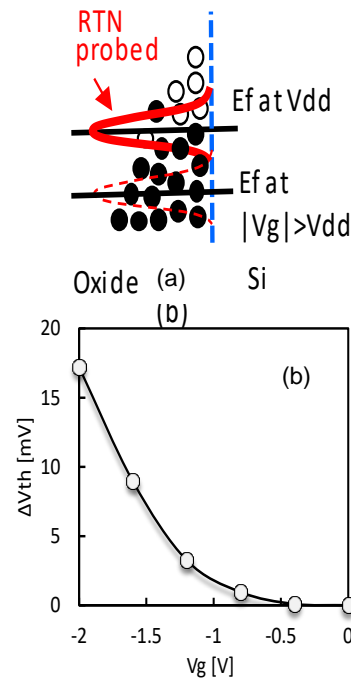 RTN
probed
Ef at Vdd
Ef at
|Vg|>Vdd
Oxide (a) Si
(b)
(b)
20
15
10
5
0
ΔVth [mV]
-2 -1.5 -1 -0.5 0
Vg [V]